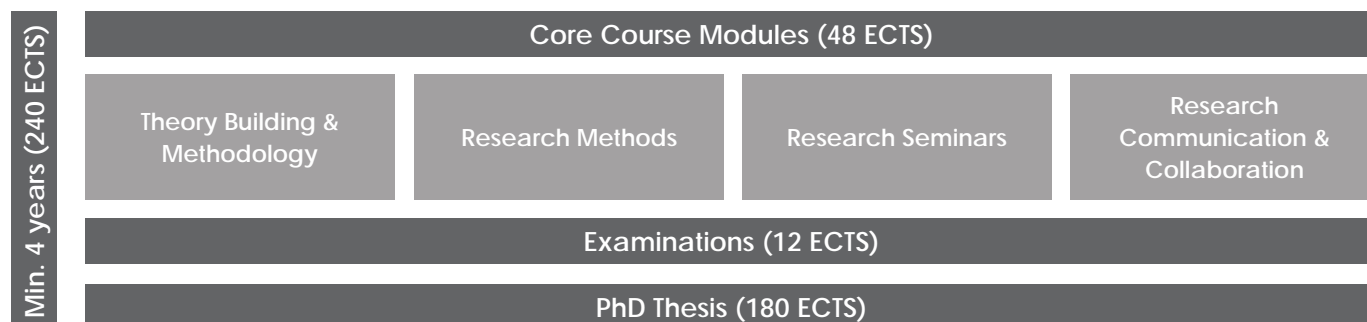 Min. 4 years (240 ECTS)
Core Course Modules (48 ECTS)
Theory Building &
Methodology
Research Methods
Research Seminars
Research
Communication &
Collaboration
Examinations (12 ECTS)
PhD Thesis (180 ECTS)